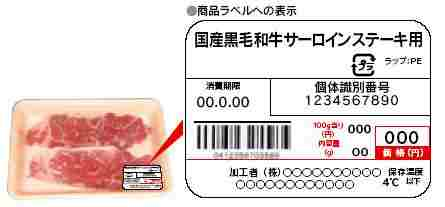 ●商品ラベルへの表示
国産黒毛和牛サーロインステーキ用
プラ ラップ:PE
消費期限
00.0.00
個体識別番号
1234567890
100g当り(円) 000
内容量(g) 00
000
価格(円)
加工者（株）○○○○○○○○○○
○○○○○○○○○○○○
保存温度
4℃以下